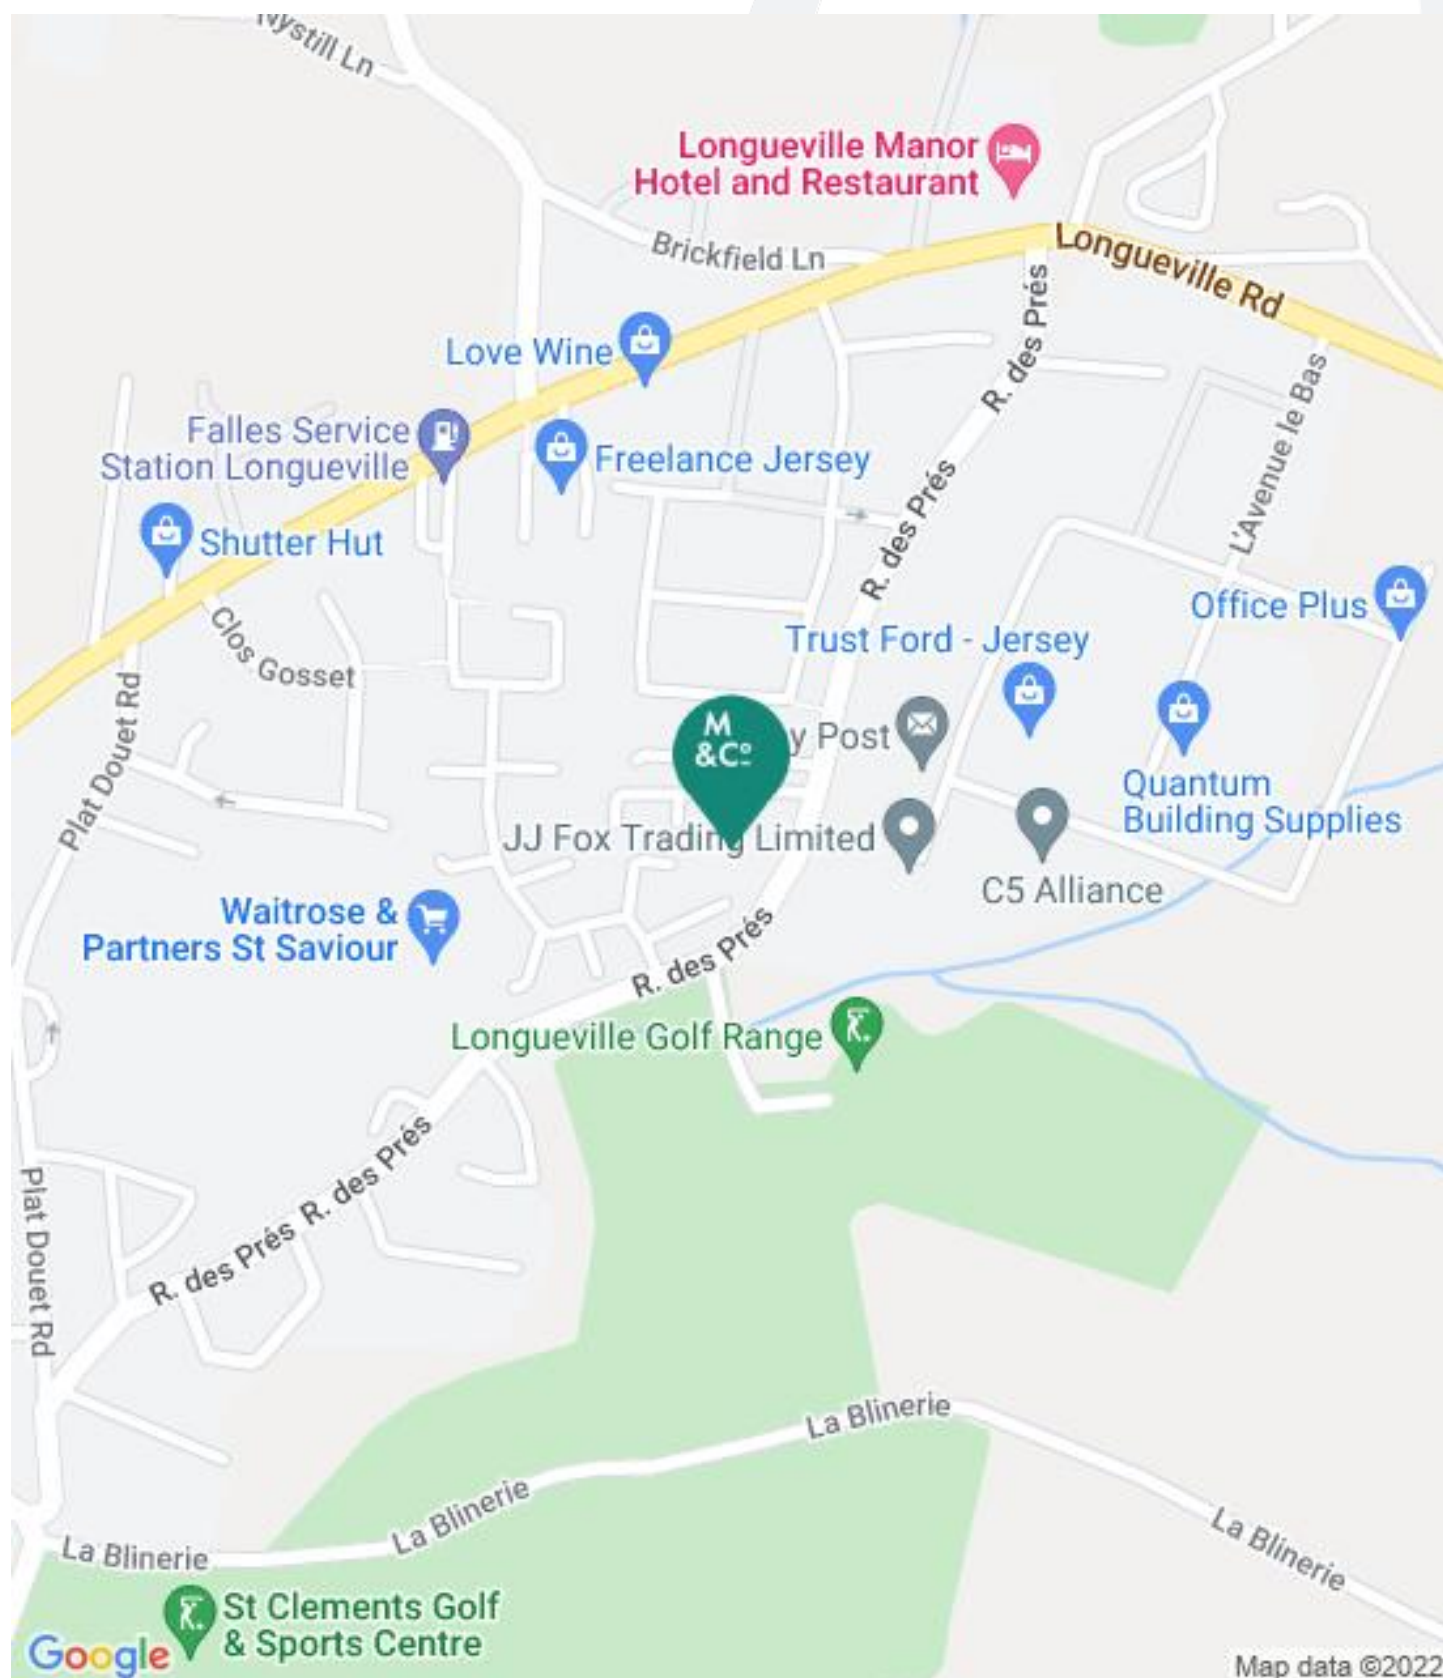 Nystill Ln
Longueville Manor
Hotel and Restaurant
Brickfield Ln
Longueville Rd
R. des Prés
Love Wine
L'Avenue le Bas
Falles Service
Station Longueville
Freelance Jersey
R. des Prés
Shutter Hut
Office Plus
Clos Gosset
Trust Ford - Jersey
Plat Douet Rd
M
&Co
y Post
Quantum
Building Supplies
JJ Fox Trading Limited
C5 Alliance
Waitrose &
Partners St Saviour
R. des Prés
Longueville Golf Range
R. des Prés
Plat Douet Rd
R. des Prés
La Blinerie
La Blinerie
La Blinerie
La Blinerie
St Clements Golf
& Sports Centre
Google
Map data ©2022